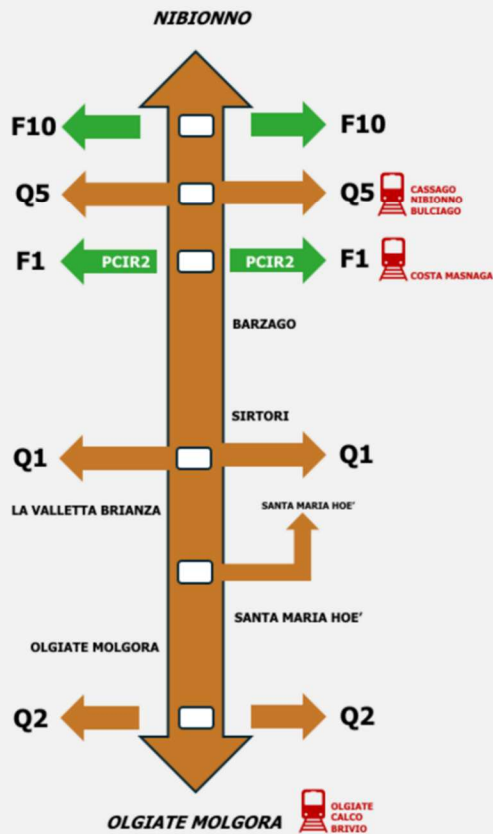 NIBIONNO
F10
F10
Q5
Q5
CASSAGO
NIBIONNO
BULCIAGO
F1
PCIR2
PCIR2
F1
COSTA MASNAGA
BARZAGO
SIRTORI
Q1
Q1
LA VALLETTA BRIANZA
SANTA MARIA HOE'
SANTA MARIA HOE'
OLGIATE MOLGORA
Q2
Q2
OLGIATE MOLGORA
OLGIATE
CALCO
BRIVIO